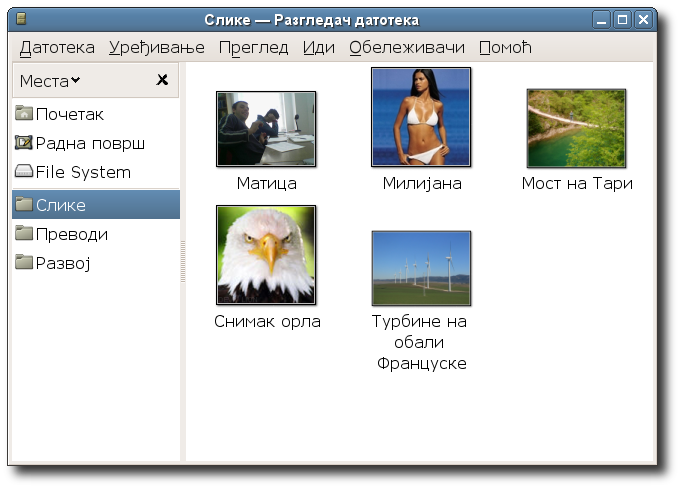 Слике — Разгледач датотека
Датотека Уређивање Преглед Иди Обележивачи Помоћ
Места
Почетак
Радна површ
File System
Слике
Преводи
Развој
Матица
Милијана
Мост на Тари
Снимак орла
Турбине на
обали
Француске